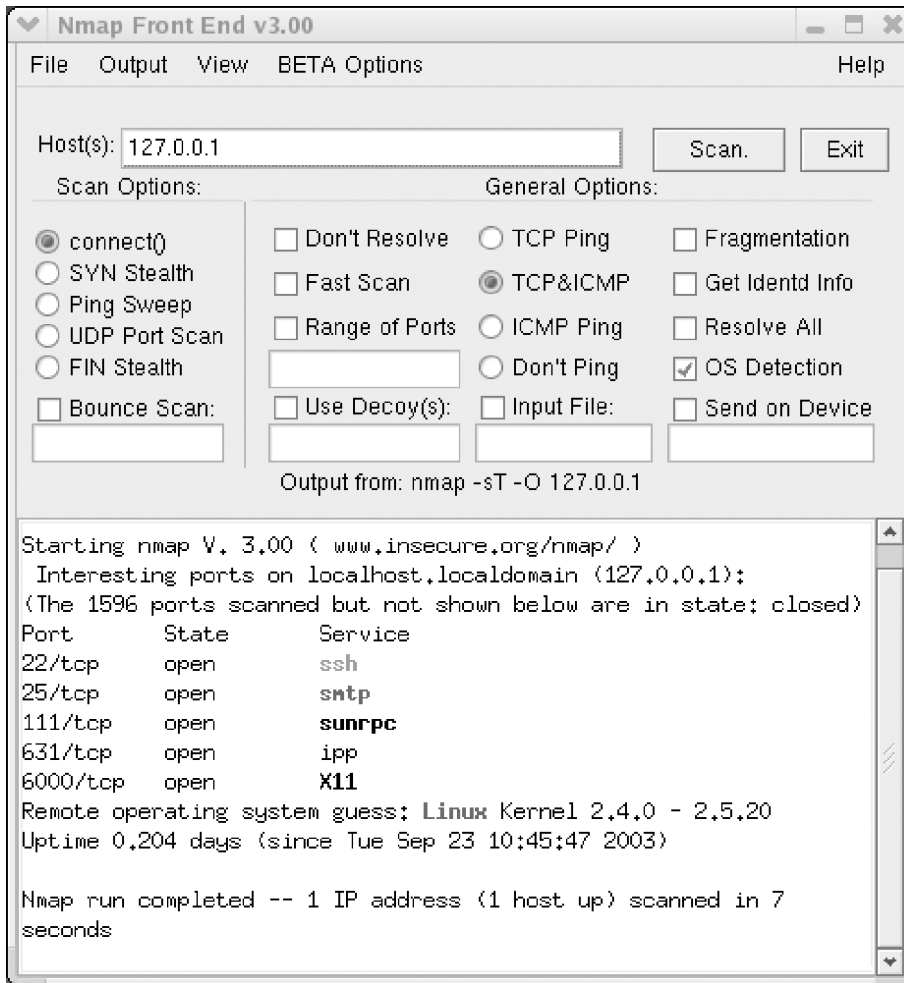 Nmap Front End v3.00
File Output View BETA Options Help
Host(s): 127.0.0.1 Scan. Exit
Scan Options: General Options:
connect() Don't Resolve TCP Ping Fragmentation
SYN Stealth Fast Scan TCP&ICMP Get Identd Info
Ping Sweep Range of Ports ICMP Ping Resolve All
UDP Port Scan
FIN Stealth Don't Ping OS Detection
Bounce Scan: Use Decoy(s): Input File: Send on Device
Output from: nmap -sT -O 127.0.0.1
Starting nmap V. 3.00 ( www.insecure.org/nmap/ )
Interesting ports on localhost.localdomain (127.0.0.1):
(The 1596 ports scanned but not shown below are in state: closed)
Port State Service
22/tcp open ssh
25/tcp open smtp
111/tcp open sunrpc
631/tcp open ipp
6000/tcp open X11
Remote operating system guess: Linux Kernel 2.4.0 - 2.5.20
Uptime 0.204 days (since Tue Sep 23 10:45:47 2003)
Nmap run completed -- 1 IP address (1 host up) scanned in 7
seconds